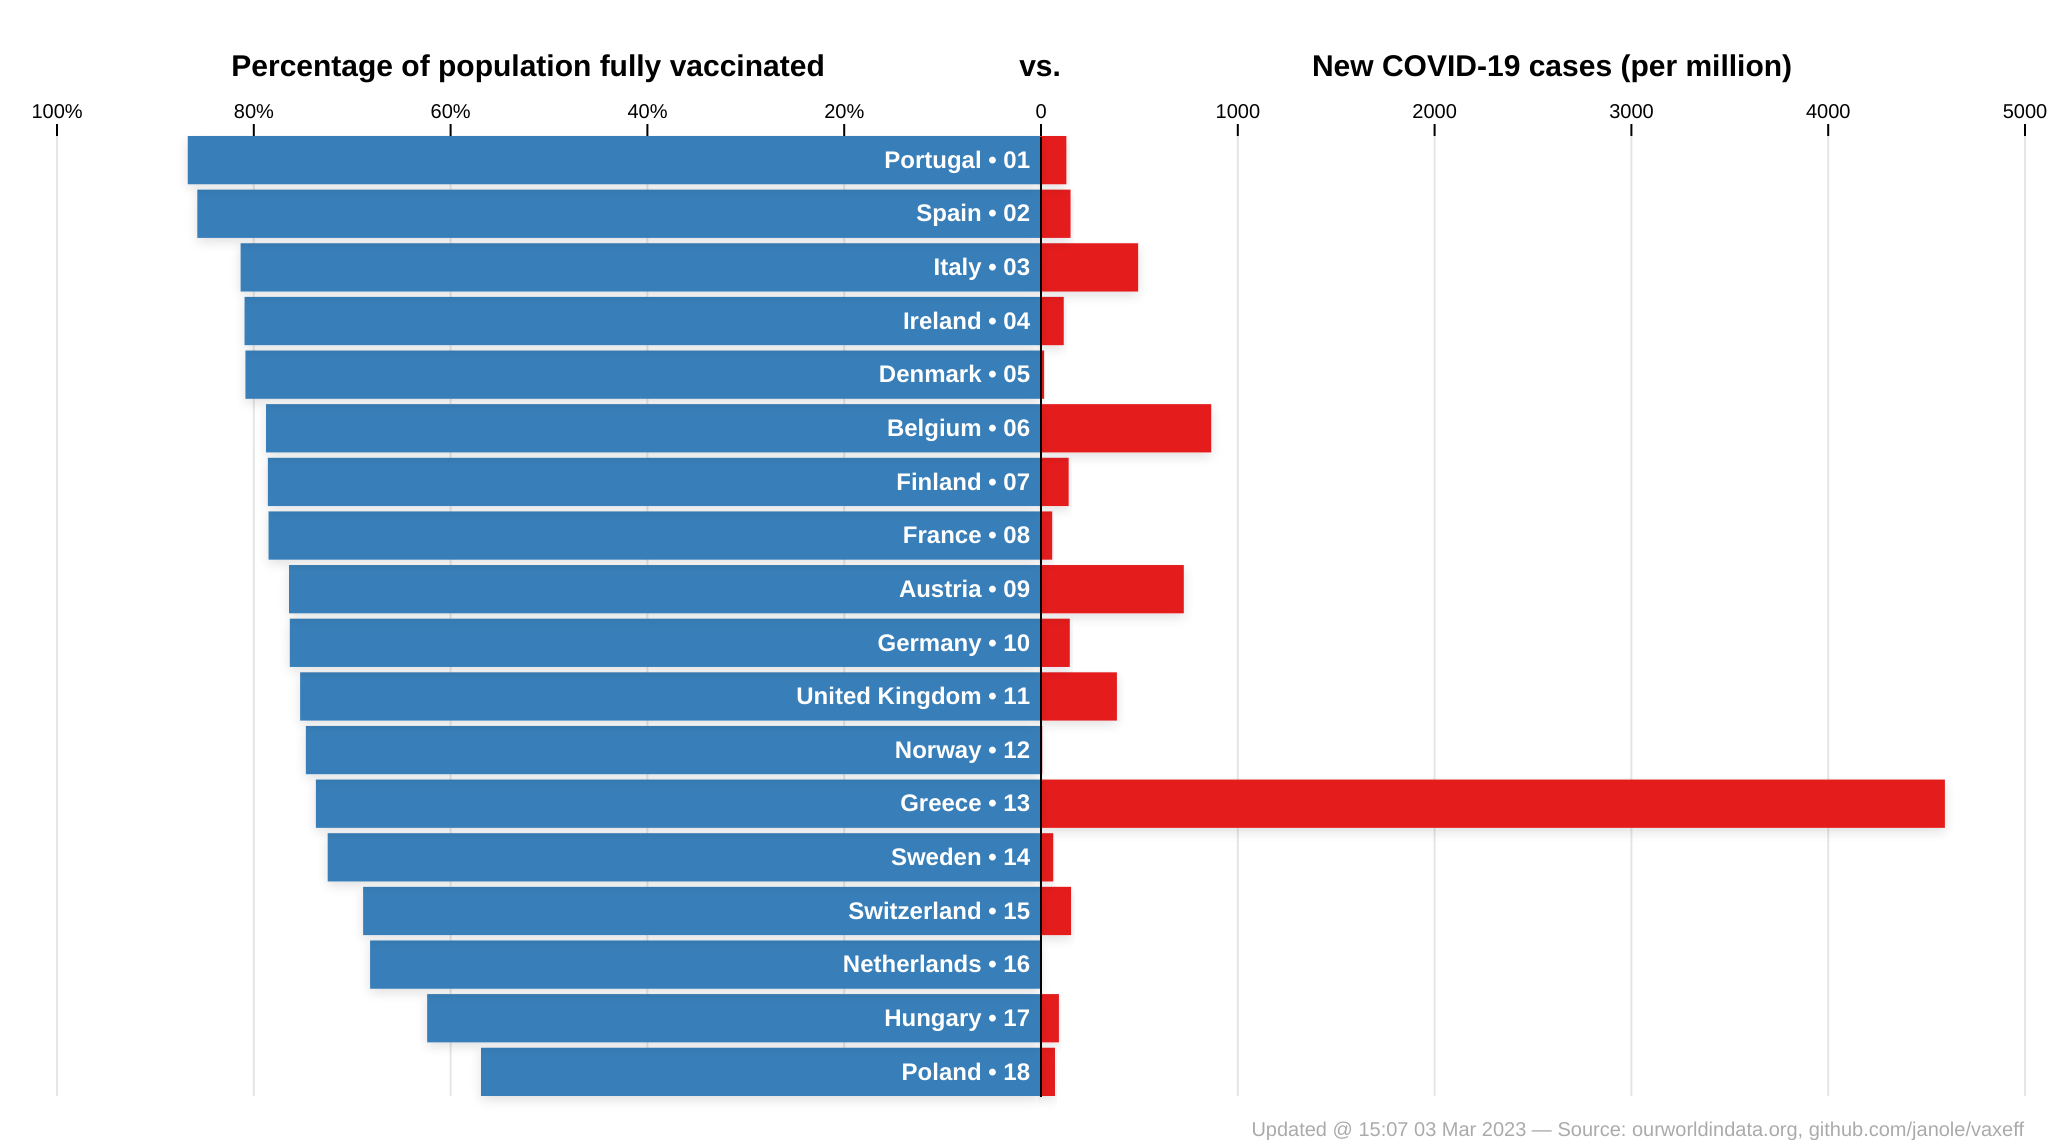 Percentage of population fully vaccinated vs. New COVID-19 cases (per million)
100% 80% 60% 40% 20% 0 1000 2000 3000 4000 5000
Portugal • 01
Spain • 02
Italy • 03
Ireland • 04
Denmark • 05
Belgium • 06
Finland • 07
France • 08
Austria • 09
Germany • 10
United Kingdom • 11
Norway • 12
Greece • 13
Sweden • 14
Switzerland • 15
Netherlands • 16
Hungary • 17
Poland • 18
Updated @ 15:07 03 Mar 2023 — Source: ourworldindata.org, github.com/janole/vaxeff